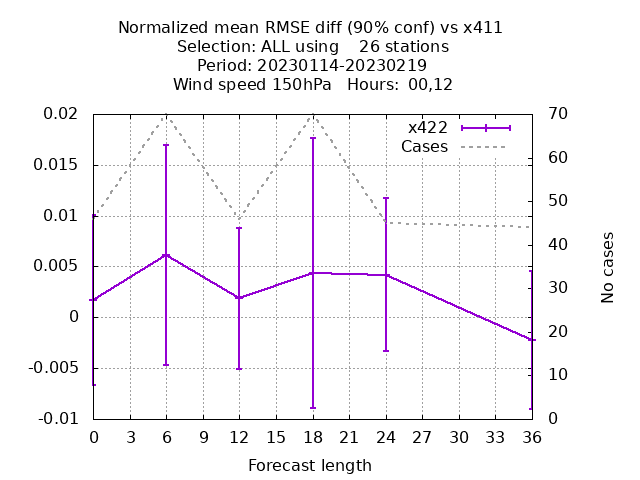 Normalized mean RMSE diff (90% conf) vs x411
Selection: ALL using    26 stations
Period: 20230114-20230219
Wind speed 150hPa   Hours:  00,12
x422
Cases
0.02
0.015
0.01
0.005
0
-0.005
-0.01
70
60
50
40
30
20
10
0
No cases
0 3 6 9 12 15 18 21 24 27 30 33 36
Forecast length